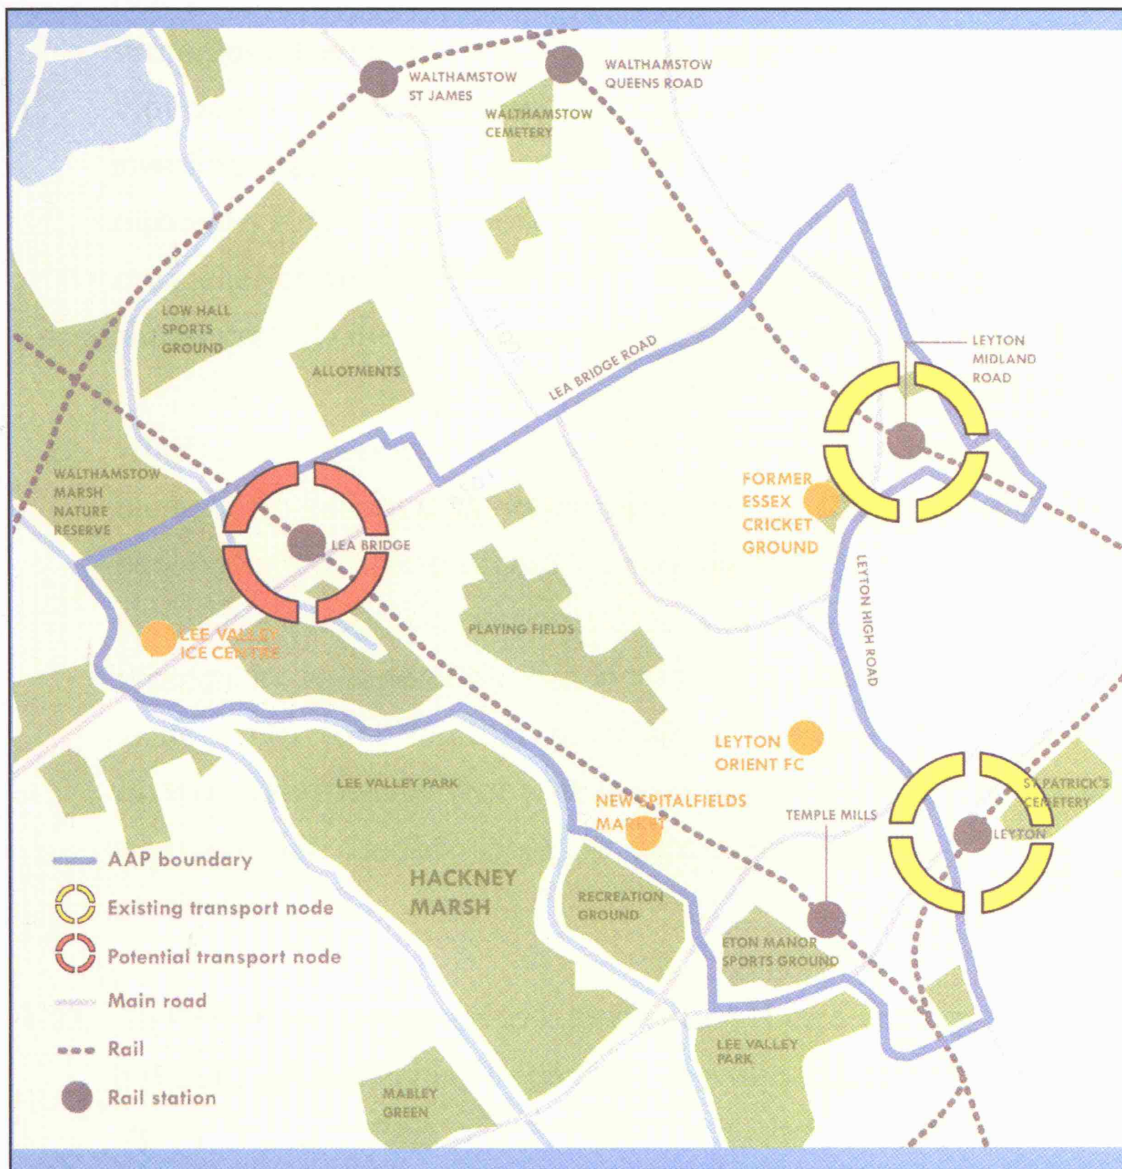 WALTHAMSTOW
ST JAMES
WALTHAMSTOW
QUEENS ROAD
WALTHAMSTOW
CEMETERY
LOW HALL
SPORTS
GROUND
ALLOTMENTS
LEA BRIDGE ROAD
LEYTON
MIDLAND
ROAD
WALTHAMSTOW
MARSH
NATURE
RESERVE
LEA BRIDGE
FORMER
ESSEX
CRICKET
GROUND
LEYTON HIGH ROAD
LEE VALLEY
ICE CENTRE
PLAYING FIELDS
LEYTON
ORIENT FC
LEE VALLEY PARK
NEW SPITALFIELDS
MARKET
TEMPLE MILLS
ST PATRICK'S
CEMETERY
LEYTON
HACKNEY
MARSH
RECREATION
GROUND
ETON MANOR
SPORTS GROUND
LEE VALLEY
PARK
MABLEY
GREEN
AAP boundary
Existing transport node
Potential transport node
Main road
Rail
Rail station